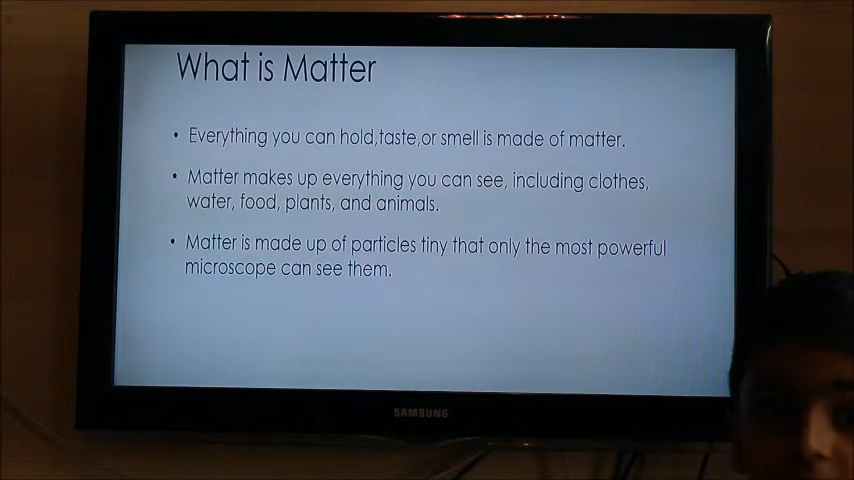 What is Matter
• Everything you can hold,taste,or smell is made of matter.
• Matter makes up everything you can see, including clothes,
water, food, plants, and animals.
• Matter is made up of particles tiny that only the most powerful
microscope can see them.
SAMSUNG